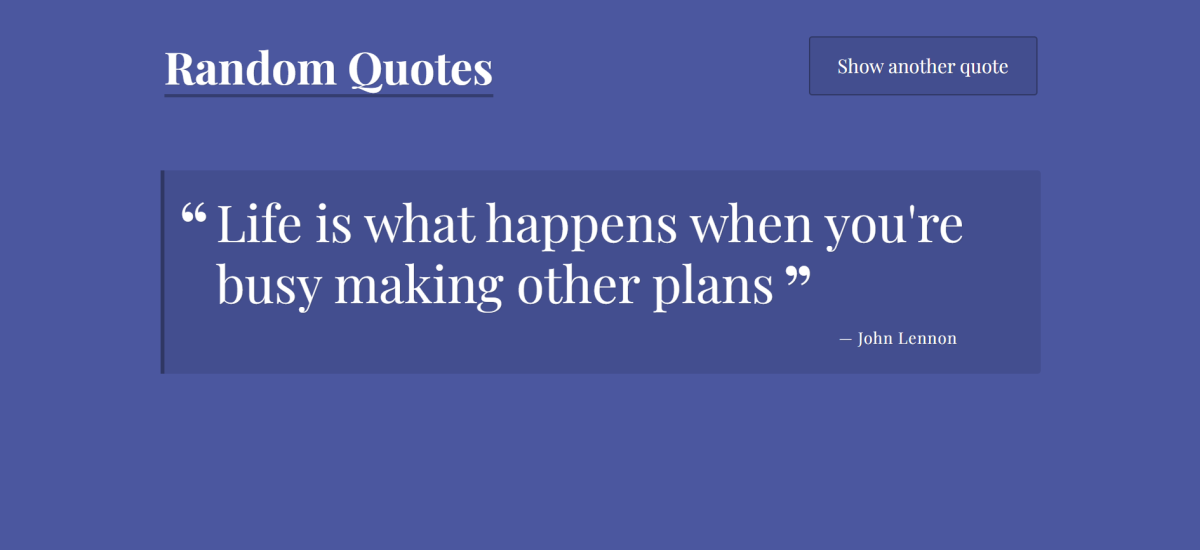 Random Quotes
Show another quote
“ Life is what happens when you're
busy making other plans ”
— John Lennon